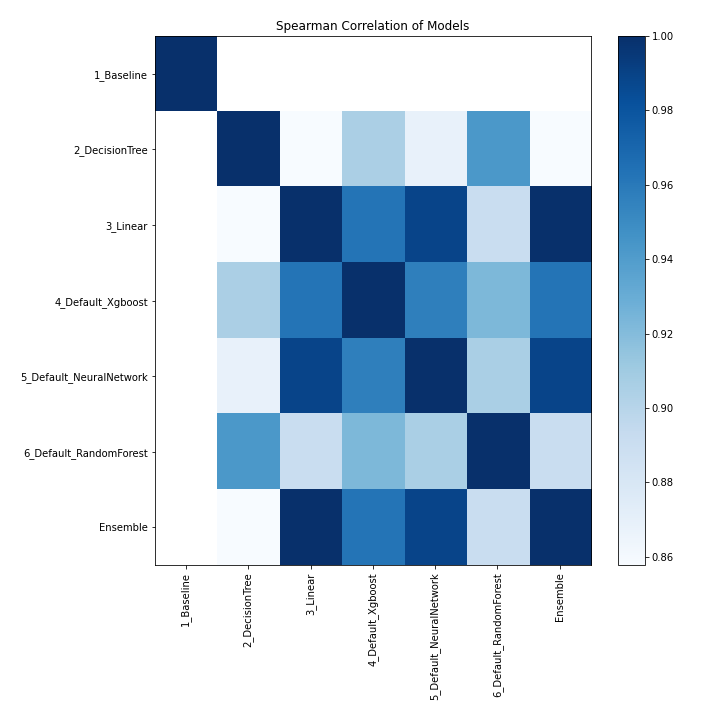 Spearman Correlation of Models
1_Baseline
2_DecisionTree
3_Linear
4_Default_Xgboost
5_Default_NeuralNetwork
6_Default_RandomForest
Ensemble
1_Baseline
2_DecisionTree
3_Linear
4_Default_Xgboost
5_Default_NeuralNetwork
6_Default_RandomForest
Ensemble
1.00
0.98
0.96
0.94
0.92
0.90
0.88
0.86